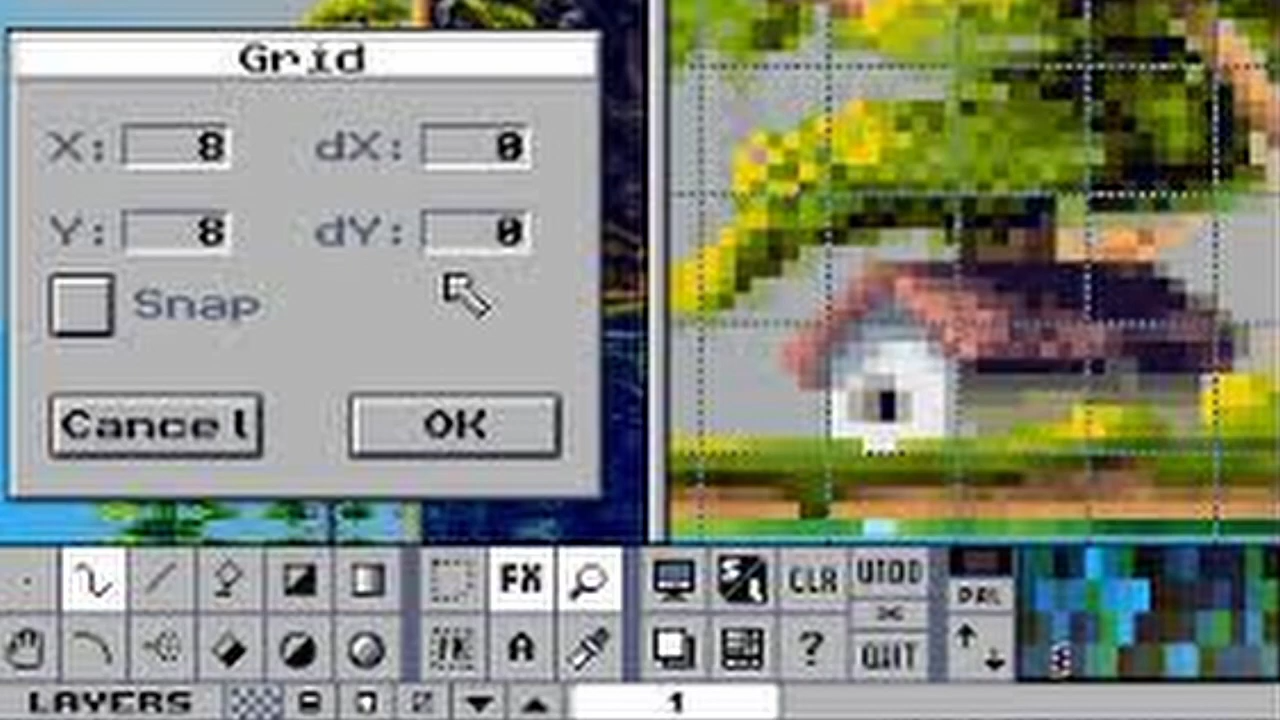 Grid
X: 8 dX: 0
Y: 8 dY: 0
Snap
Cancel OK
FX CLR UNDO PAL
A ? QUIT
LAYERS 1